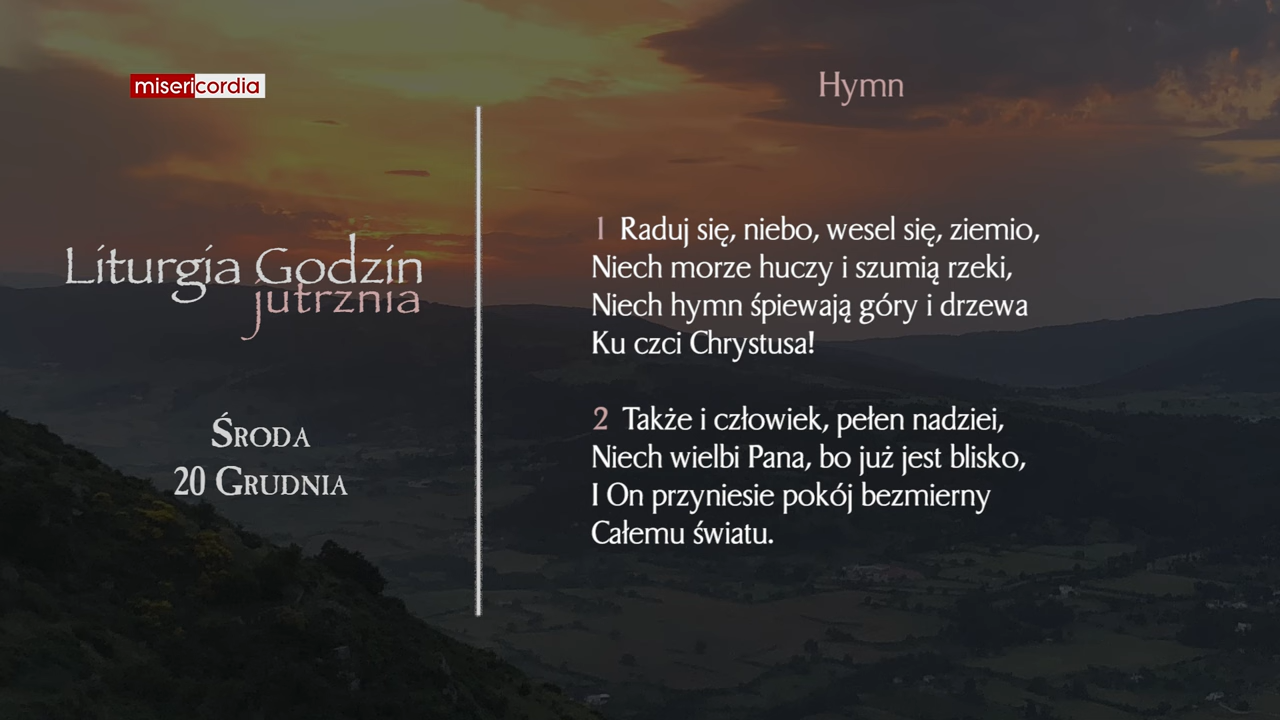 misericordia
Liturgia Godzin
jutrznia
Środa
20 Grudnia
Hymn
1 Raduj się, niebo, wesel się, ziemio,
Niech morze huczy i szumią rzeki,
Niech hymn śpiewają góry i drzewa
Ku czci Chrystusa!
2 Także i człowiek, pełen nadziei,
Niech wielbi Pana, bo już jest blisko,
I On przyniesie pokój bezmierny
Całemu światu.